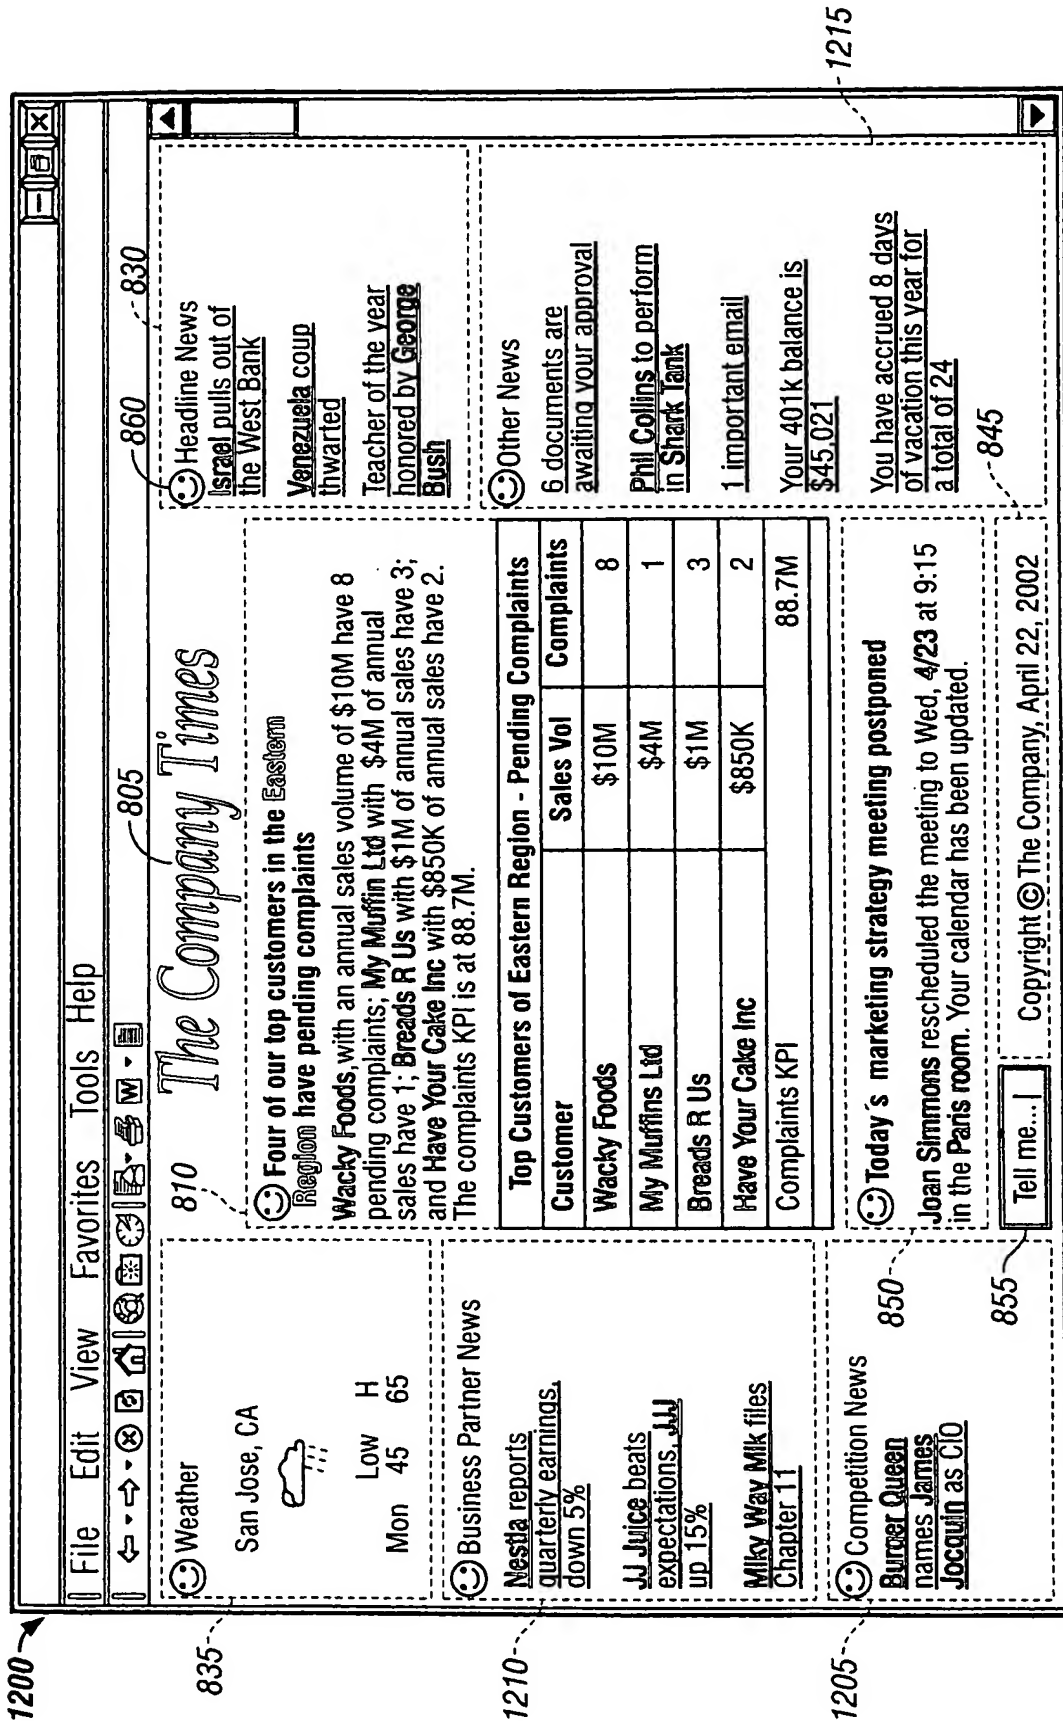 1200
File Edit View Favorites Tools Help
W
805
The Company Times
835
Weather
San Jose, CA
Low H
Mon 45 65
1210
Business Partner News
Nestla reports
quarterly earnings,
down 5%
JJ Juice beats
expectations, JJJ
up 15%
Miky Way Mlk files
Chapter 11
1205
Competition News
Burger Queen
names James
Jocquin as CIO
810
Four of our top customers in the Eastern
Region have pending complaints
Wacky Foods, with an annual sales volume of $10M have 8
pending complaints; My Muffin Ltd with $4M of annual
sales have 1; Breads R Us with $1M of annual sales have 3;
and Have Your Cake Inc with $850K of annual sales have 2.
The complaints KPI is at 88.7M.
Top Customers of Eastern Region - Pending Complaints
Customer Sales Vol Complaints
Wacky Foods $10M 8
My Muffins Ltd $4M 1
Breads R Us $1M 3
Have Your Cake Inc $850K 2
Complaints KPI 88.7M
850
Today´s marketing strategy meeting postponed
Joan Simmons rescheduled the meeting to Wed, 4/23 at 9:15
in the Paris room. Your calendar has been updated.
855
Tell me...|
Copyright © The Company, April 22, 2002
845
860
830
Headline News
Israel pulls out of
the West Bank
Venezuela coup
thwarted
Teacher of the year
honored by George
Bush
Other News
6 documents are
awaiting your approval
Phil Collins to perform
in Shark Tank
1 important email
Your 401k balance is
$45,021
You have accrued 8 days
of vacation this year for
a total of 24
1215